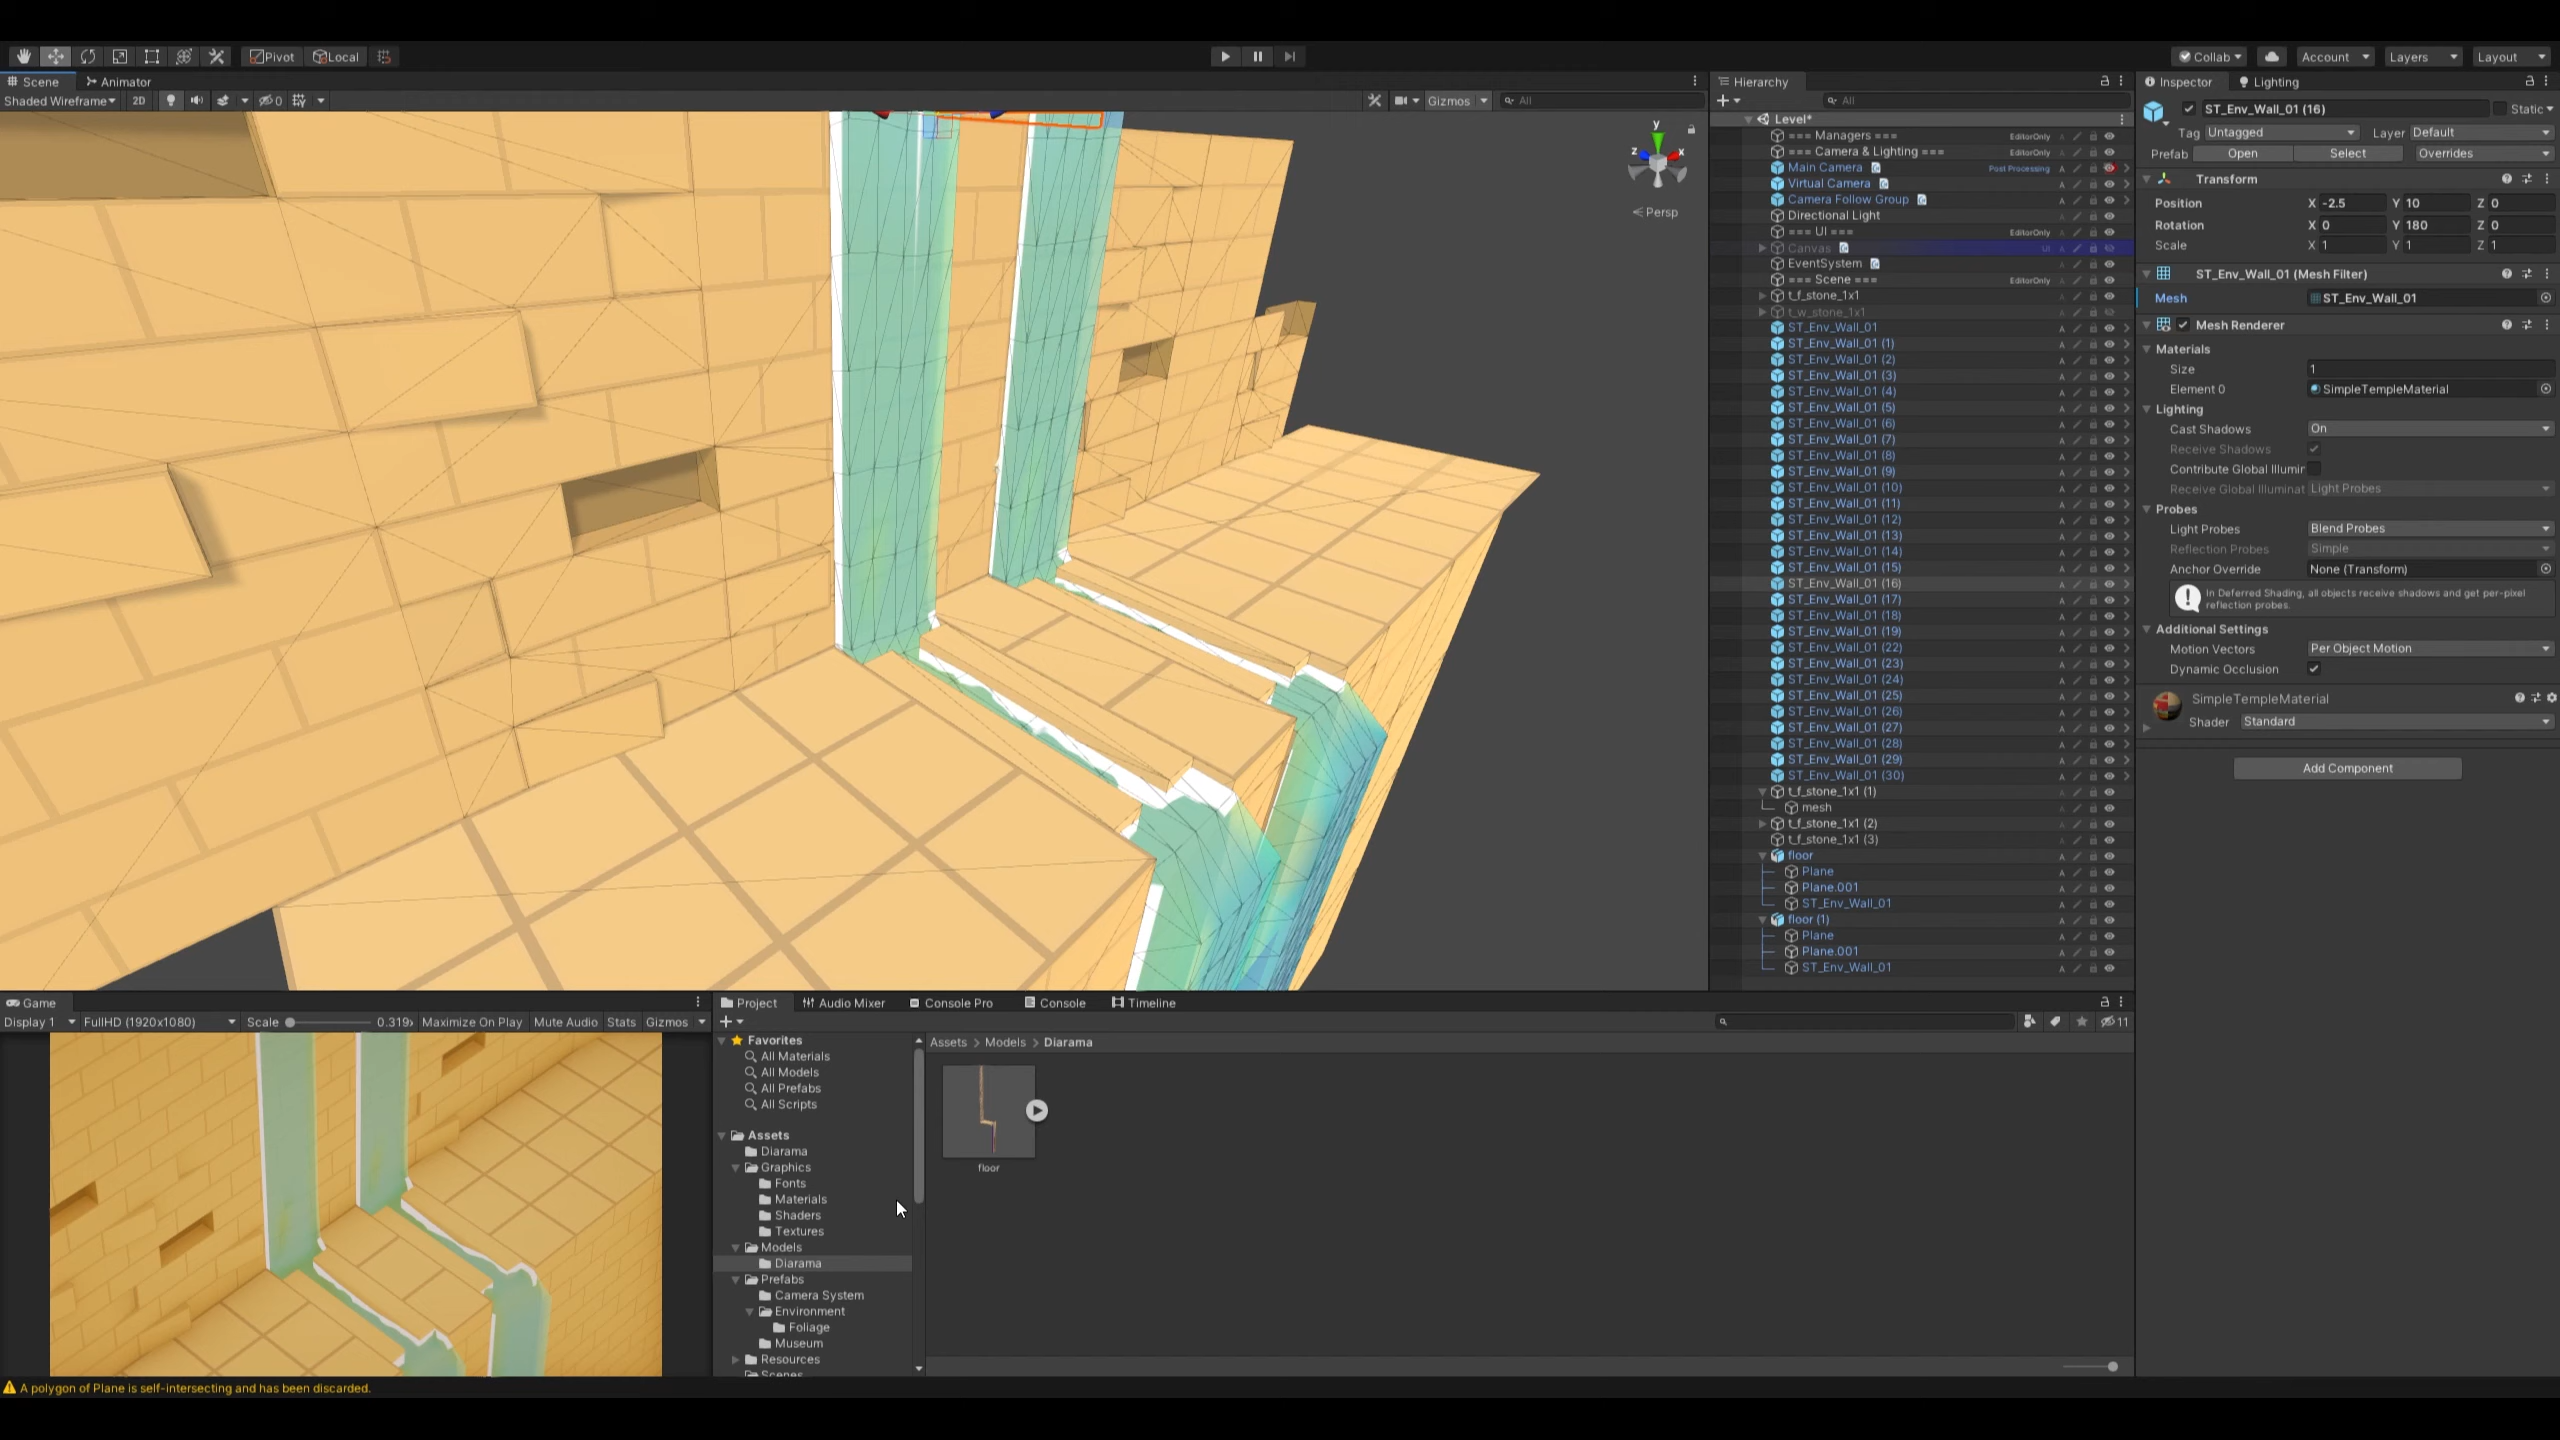 Pivot Local Collab Account Layers Layout
Scene Animator
Shaded Wireframe 2D 0 Gizmos All
y
z x
Persp
Hierarchy
All
Level*
=== Managers === EditorOnly
=== Camera & Lighting === EditorOnly
Main Camera Post Processing
Virtual Camera
Camera Follow Group
Directional Light
=== UI === EditorOnly
Canvas UI
EventSystem
=== Scene === EditorOnly
t_f_stone_1x1
t_w_stone_1x1
ST_Env_Wall_01
ST_Env_Wall_01 (1)
ST_Env_Wall_01 (2)
ST_Env_Wall_01 (3)
ST_Env_Wall_01 (4)
ST_Env_Wall_01 (5)
ST_Env_Wall_01 (6)
ST_Env_Wall_01 (7)
ST_Env_Wall_01 (8)
ST_Env_Wall_01 (9)
ST_Env_Wall_01 (10)
ST_Env_Wall_01 (11)
ST_Env_Wall_01 (12)
ST_Env_Wall_01 (13)
ST_Env_Wall_01 (14)
ST_Env_Wall_01 (15)
ST_Env_Wall_01 (16)
ST_Env_Wall_01 (17)
ST_Env_Wall_01 (18)
ST_Env_Wall_01 (19)
ST_Env_Wall_01 (22)
ST_Env_Wall_01 (23)
ST_Env_Wall_01 (24)
ST_Env_Wall_01 (25)
ST_Env_Wall_01 (26)
ST_Env_Wall_01 (27)
ST_Env_Wall_01 (28)
ST_Env_Wall_01 (29)
ST_Env_Wall_01 (30)
t_f_stone_1x1 (1)
mesh
t_f_stone_1x1 (2)
t_f_stone_1x1 (3)
floor
Plane
Plane.001
ST_Env_Wall_01
floor (1)
Plane
Plane.001
ST_Env_Wall_01
Inspector Lighting
ST_Env_Wall_01 (16) Static
Tag Untagged Layer Default
Prefab Open Select Overrides
Transform
Position X -2.5 Y 10 Z 0
Rotation X 0 Y 180 Z 0
Scale X 1 Y 1 Z 1
ST_Env_Wall_01 (Mesh Filter)
Mesh ST_Env_Wall_01
Mesh Renderer
Materials
Size 1
Element 0 SimpleTempleMaterial
Lighting
Cast Shadows On
Receive Shadows
Contribute Global Illumir
Receive Global Illuminat Light Probes
Probes
Light Probes Blend Probes
Reflection Probes Simple
Anchor Override None (Transform)
In Deferred Shading, all objects receive shadows and get per-pixel
reflection probes.
Additional Settings
Motion Vectors Per Object Motion
Dynamic Occlusion
SimpleTempleMaterial
Shader Standard
Add Component
Game
Display 1 FullHD (1920x1080) Scale 0.319 Maximize On Play Mute Audio Stats Gizmos
Project Audio Mixer Console Pro Console Timeline
11
Favorites
All Materials
All Models
All Prefabs
All Scripts
Assets
Diarama
Graphics
Fonts
Materials
Shaders
Textures
Models
Diarama
Prefabs
Camera System
Environment
Foliage
Museum
Resources
Scenes
Assets > Models > Diarama
floor
A polygon of Plane is self-intersecting and has been discarded.